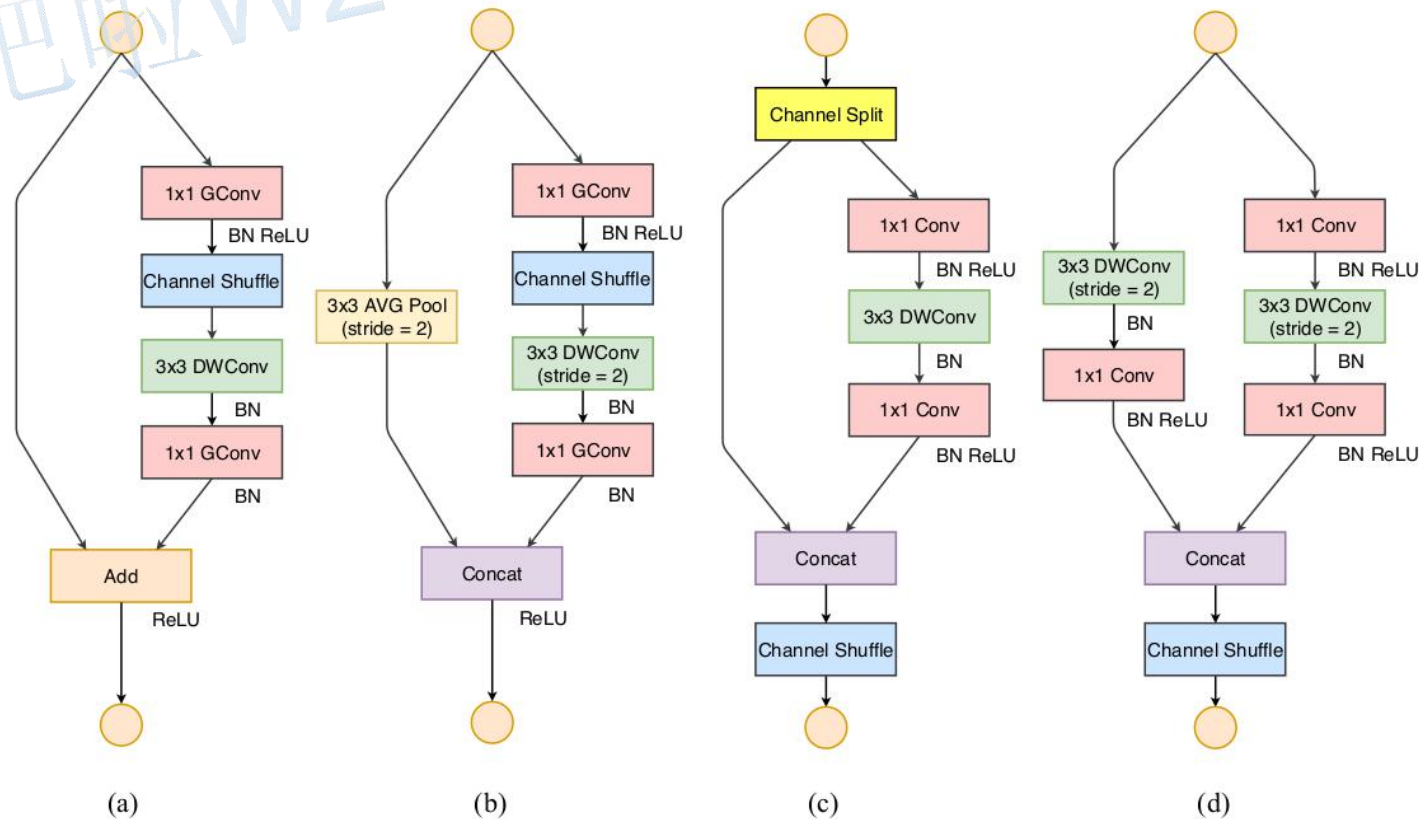 吧啦WZ
1x1 GConv
BN ReLU
Channel Shuffle
3x3 DWConv
BN
1x1 GConv
BN
Add
ReLU
(a)
1x1 GConv
BN ReLU
Channel Shuffle
3x3 AVG Pool
(stride = 2)
3x3 DWConv
(stride = 2)
BN
1x1 GConv
BN
Concat
ReLU
(b)
Channel Split
1x1 Conv
BN ReLU
3x3 DWConv
BN
1x1 Conv
BN ReLU
Concat
Channel Shuffle
(c)
3x3 DWConv
(stride = 2)
BN
1x1 Conv
BN ReLU
1x1 Conv
BN ReLU
3x3 DWConv
(stride = 2)
BN
1x1 Conv
BN ReLU
Concat
Channel Shuffle
(d)